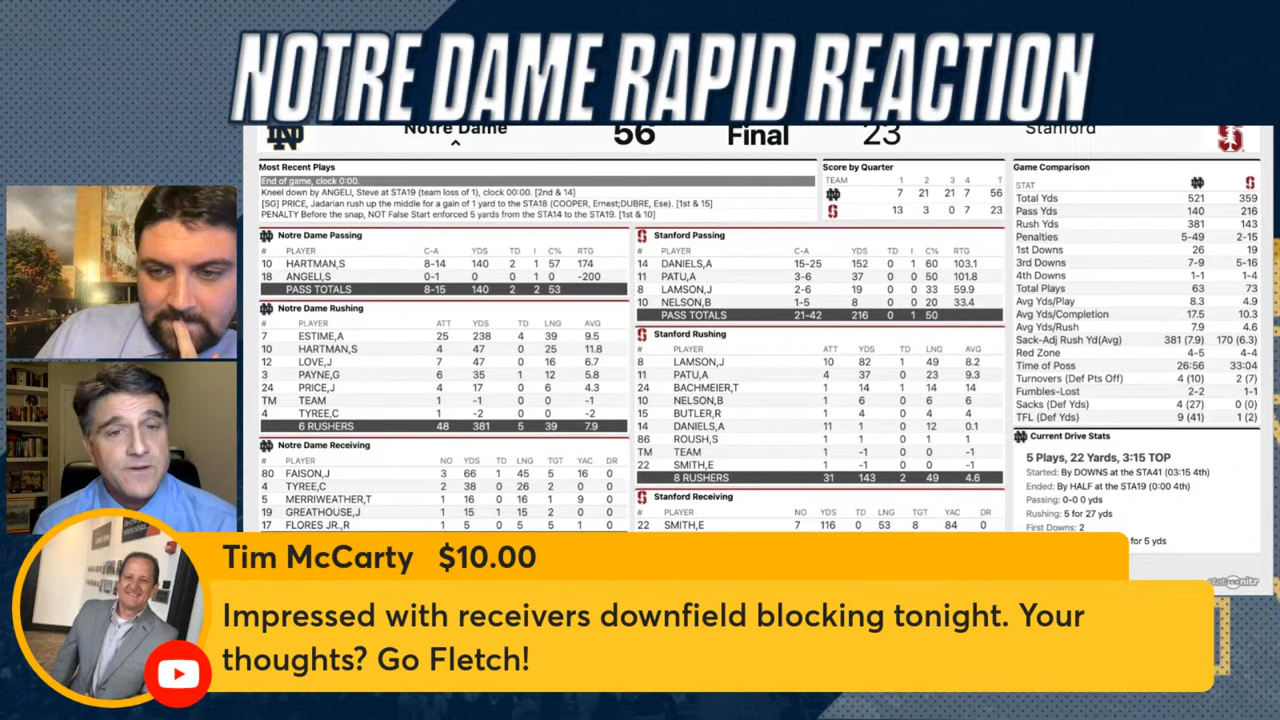 NOTRE DAME RAPID REACTION
Notre Dame 56 Final 23 Stanford
Most Recent Plays
End of game, clock 0:00.
Kneel down by ANGELI, Steve at STA19 (team loss of 1), clock 00:00. [2nd & 14]
[SG] PRICE, Jadarian rush up the middle for a gain of 1 yard to the STA18 (COOPER, Ernest;DUBRE, Ese). [1st & 15]
PENALTY Before the snap, NOT False Start enforced 5 yards from the STA14 to the STA19. [1st & 10]
Score by Quarter
TEAM 1 2 3 4 T
7 21 21 7 56
13 3 0 7 23
Game Comparison
STAT
Total Yds 521 359
Pass Yds 140 216
Rush Yds 381 143
Penalties 5-49 2-15
1st Downs 26 19
3rd Downs 7-9 5-16
4th Downs 1-1 1-4
Total Plays 63 73
Avg Yds/Play 8.3 4.9
Avg Yds/Completion 17.5 10.3
Avg Yds/Rush 7.9 4.6
Sack-Adj Rush Yd(Avg) 381 (7.9) 170 (6.3)
Red Zone 4-5 4-4
Time of Poss 26:56 33:04
Turnovers (Def Pts Off) 4 (10) 2 (7)
Fumbles-Lost 2-2 1-1
Sacks (Def Yds) 4 (27) 0 (0)
TFL (Def Yds) 9 (41) 1 (2)
Notre Dame Passing
# PLAYER C-A YDS TD I C% RTG
10 HARTMAN,S 8-14 140 2 1 57 174
18 ANGELI,S 0-1 0 0 1 0 -200
PASS TOTALS 8-15 140 2 2 53
Notre Dame Rushing
# PLAYER ATT YDS TD LNG AVG
7 ESTIME,A 25 238 4 39 9.5
10 HARTMAN,S 4 47 0 25 11.8
12 LOVE,J 7 47 0 16 6.7
3 PAYNE,G 6 35 1 12 5.8
24 PRICE,J 4 17 0 6 4.3
TM TEAM 1 -1 0 0 -1
4 TYREE,C 1 -2 0 0 -2
6 RUSHERS 48 381 5 39 7.9
Notre Dame Receiving
# PLAYER NO YDS TD LNG TGT YAC DR
80 FAISON,J 3 66 1 45 5 16 0
4 TYREE,C 2 38 0 26 2 0 0
5 MERRIWEATHER,T 1 16 0 16 1 9 0
19 GREATHOUSE,J 1 15 1 15 2 0 0
17 FLORES JR.,R 1 5 0 5 5 1 0
Stanford Passing
# PLAYER C-A YDS TD I C% RTG
14 DANIELS,A 15-25 152 0 1 60 103.1
11 PATU,A 3-6 37 0 0 50 101.8
8 LAMSON,J 2-6 19 0 0 33 59.9
10 NELSON,B 1-5 8 0 0 20 33.4
PASS TOTALS 21-42 216 0 1 50
Stanford Rushing
# PLAYER ATT YDS TD LNG AVG
8 LAMSON,J 10 82 1 49 8.2
11 PATU,A 4 37 0 23 9.3
24 BACHMEIER,T 1 14 1 14 14
10 NELSON,B 1 6 0 6 6
15 BUTLER,R 1 4 0 4 4
14 DANIELS,A 11 1 0 12 0.1
86 ROUSH,S 1 1 0 1 1
TM TEAM 1 -1 0 0 -1
22 SMITH,E 1 -1 0 0 -1
8 RUSHERS 31 143 2 49 4.6
Stanford Receiving
# PLAYER NO YDS TD LNG TGT YAC DR
22 SMITH,E 7 116 0 53 8 84 0
Current Drive Stats
5 Plays, 22 Yards, 3:15 TOP
Started: By DOWNS at the STA41 (03:15 4th)
Ended: By HALF at the STA19 (0:00 4th)
Passing: 0-0 0 yds
Rushing: 5 for 27 yds
First Downs: 2
for 5 yds
statmonitr
Tim McCarty $10.00
Impressed with receivers downfield blocking tonight. Your
thoughts? Go Fletch!